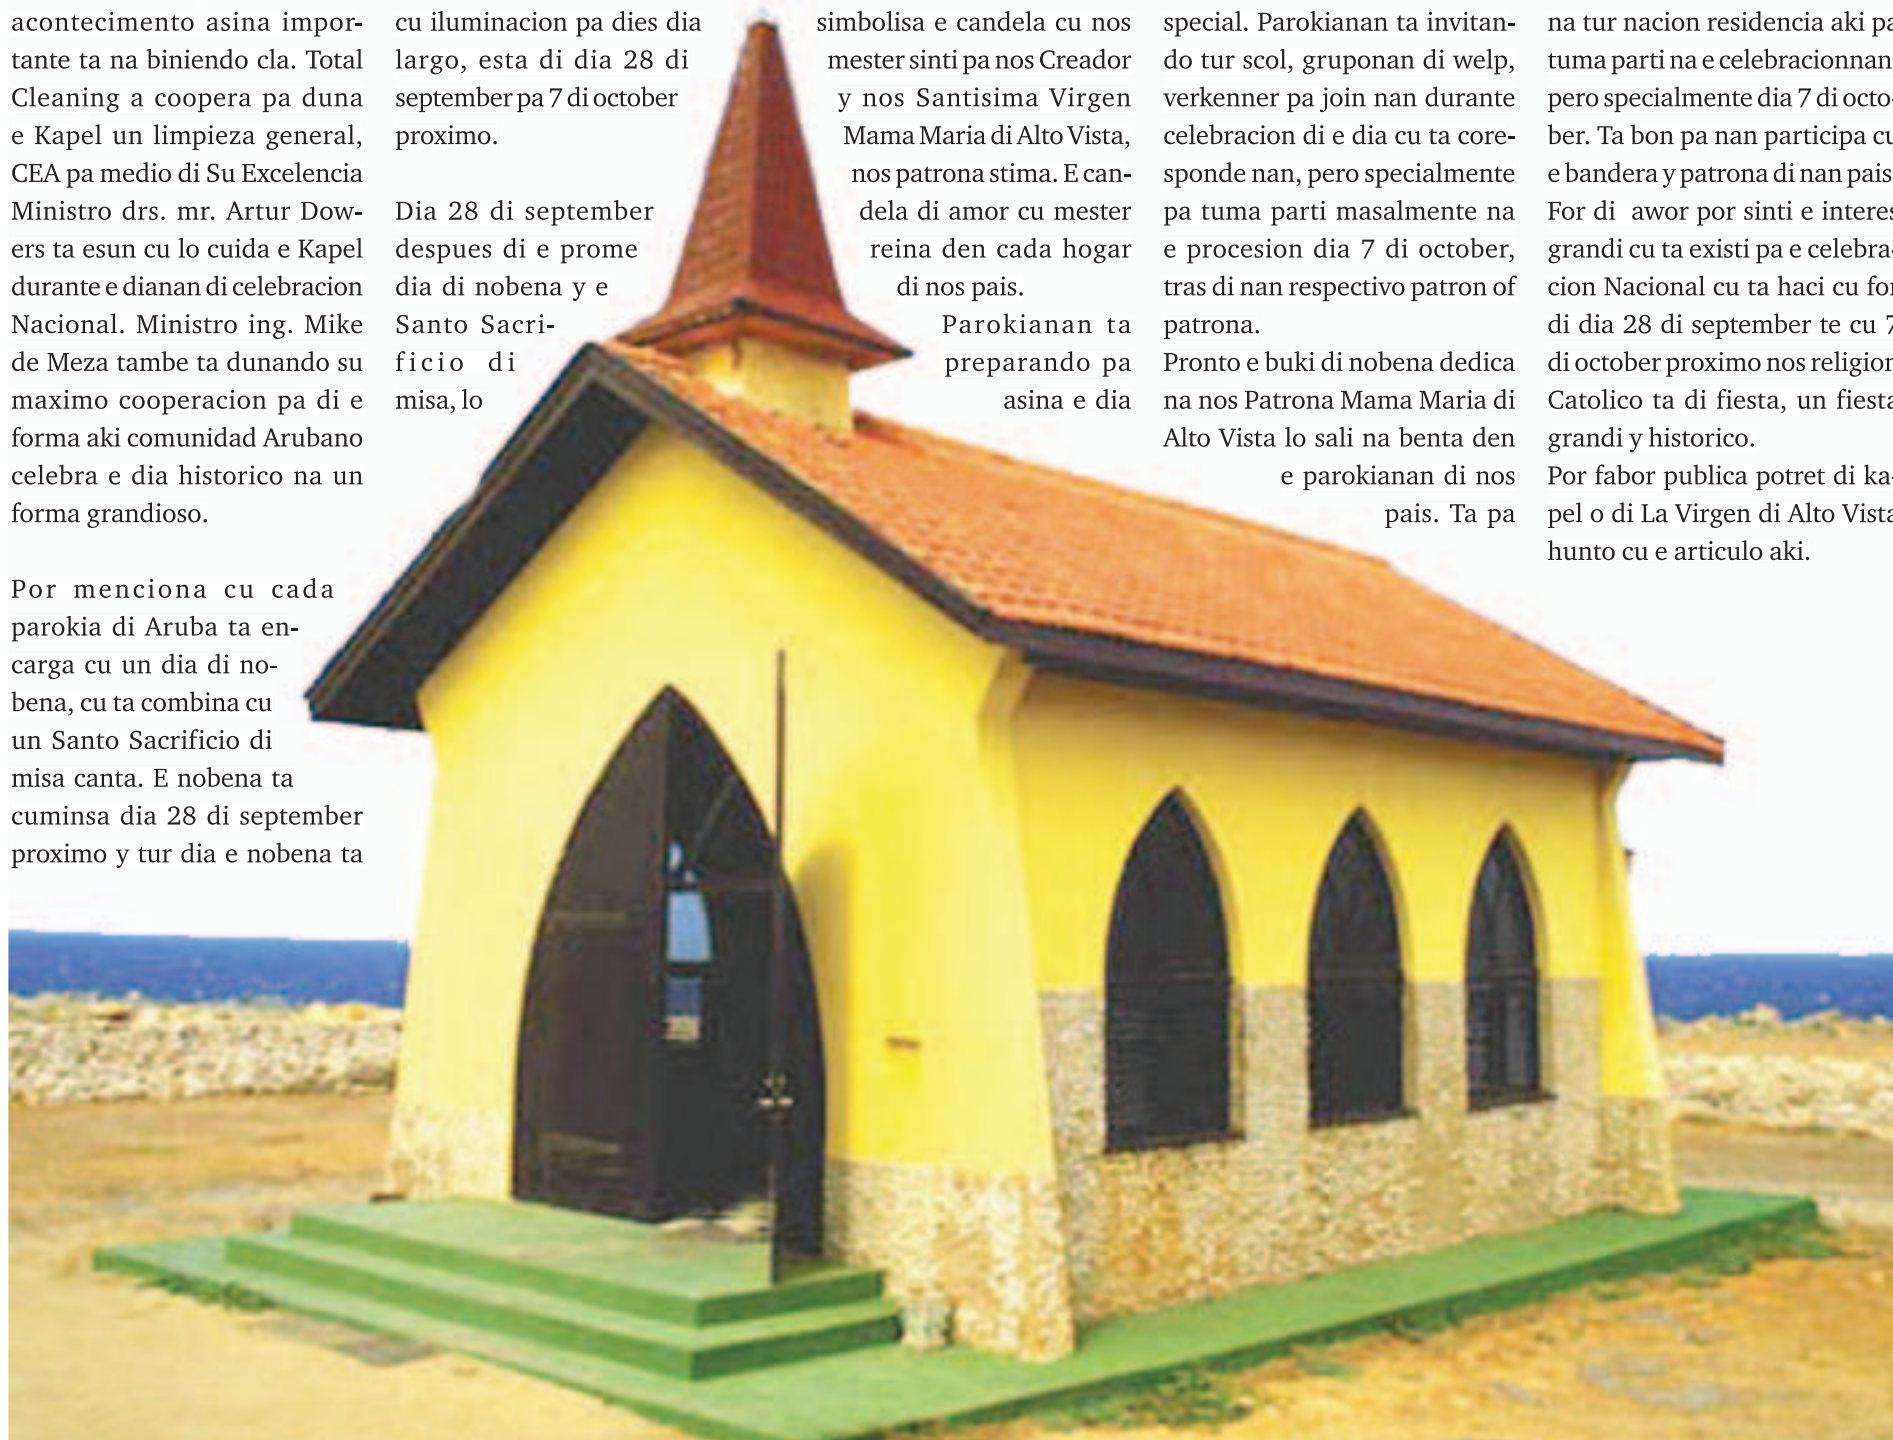 acontecimento asina impor-
tante ta na biniendo cla. Total
Cleaning a coopera pa duna
e Kapel un limpieza general,
CEA pa medio di Su Excelencia
Ministro drs. mr. Artur Dow-
ers ta esun cu lo cuida e Kapel
durante e dianan di celebracion
Nacional. Ministro ing. Mike
de Meza tambe ta dunando su
maximo cooperacion pa di e
forma aki comunidad Arubano
celebra e dia historico na un
forma grandioso.
Por menciona cu cada
parokia di Aruba ta en-
carga cu un dia di no-
bena, cu ta combina cu
un Santo Sacrificio di
misa canta. E nobena ta
cuminsa dia 28 di september
proximo y tur dia e nobena ta
cu iluminacion pa dies dia
largo, esta di dia 28 di
september pa 7 di october
proximo.
Dia 28 di september
despues di e prome
dia di nobena y e
Santo Sacri-
ficio di
misa, lo
simbolisa e candela cu nos
mester sinti pa nos Creador
y nos Santisima Virgen
Mama Maria di Alto Vista,
nos patrona stima. E can-
dela di amor cu mester
reina den cada hogar
di nos pais.
Parokianan ta
preparando pa
asina e dia
special. Parokianan ta invitan-
do tur scol, gruponan di welp,
verkenner pa join nan durante
celebracion di e dia cu ta core-
sponde nan, pero specialmente
pa tuma parti masalmente na
e procesion dia 7 di october,
tras di nan respectivo patron of
patrona.
Pronto e buki di nobena dedica
na nos Patrona Mama Maria di
Alto Vista lo sali na benta den
e parokianan di nos
pais. Ta pa
na tur nacion residencia aki pa
tuma parti na e celebracionnan
pero specialmente dia 7 di octo-
ber. Ta bon pa nan participa cu
e bandera y patrona di nan pais
For di awor por sinti e interes
grandi cu ta existi pa e celebra-
cion Nacional cu ta haci cu for
di dia 28 di september te cu 7
di october proximo nos religion
Catolico ta di fiesta, un fiesta
grandi y historico.
Por fabor publica potret di ka-
pel o di La Virgen di Alto Vista
hunto cu e articulo aki.